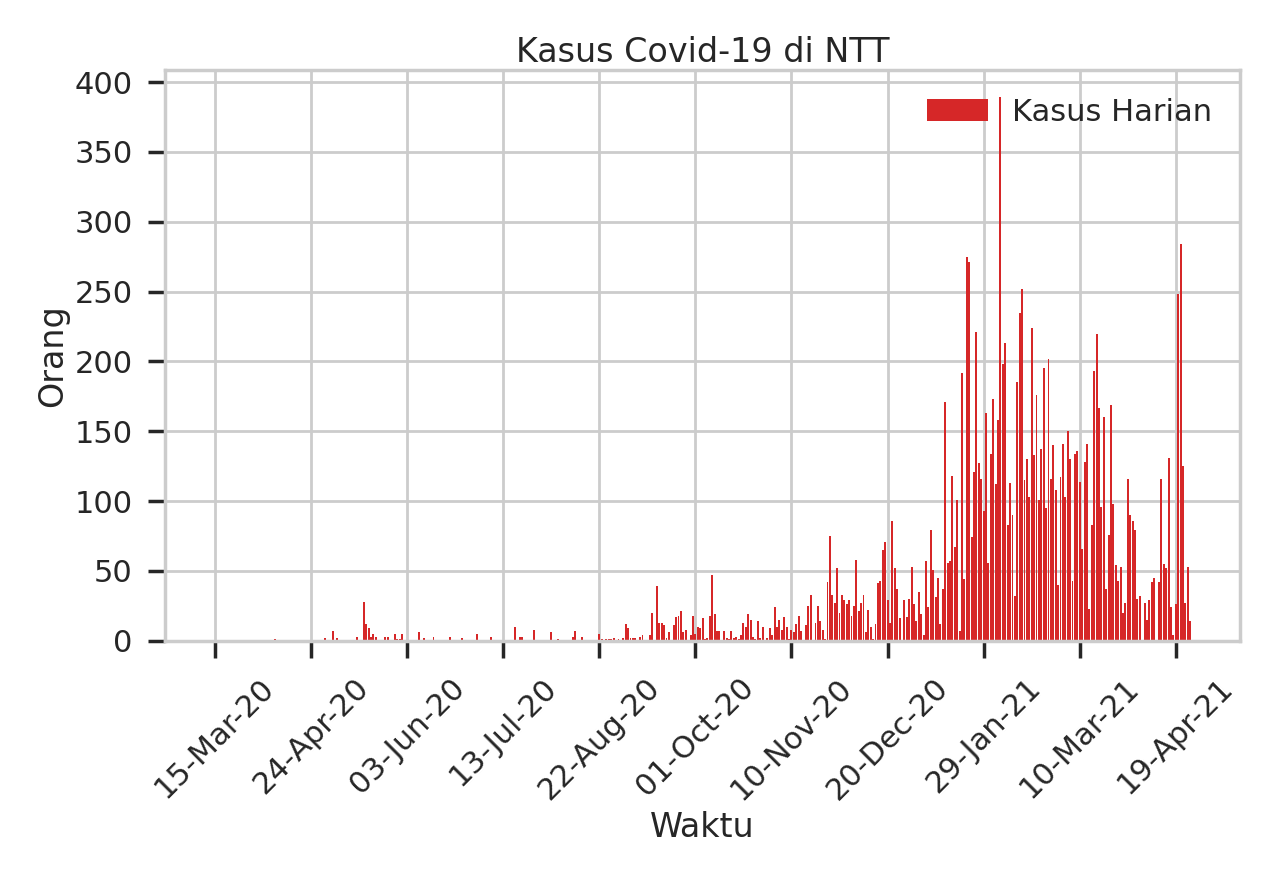 Kasus Covid-19 di NTT
Kasus Harian
400
350
300
250
200
150
100
50
0
Orang
15-Mar-20
24-Apr-20
03-Jun-20
13-Jul-20
22-Aug-20
01-Oct-20
10-Nov-20
20-Dec-20
29-Jan-21
10-Mar-21
19-Apr-21
Waktu